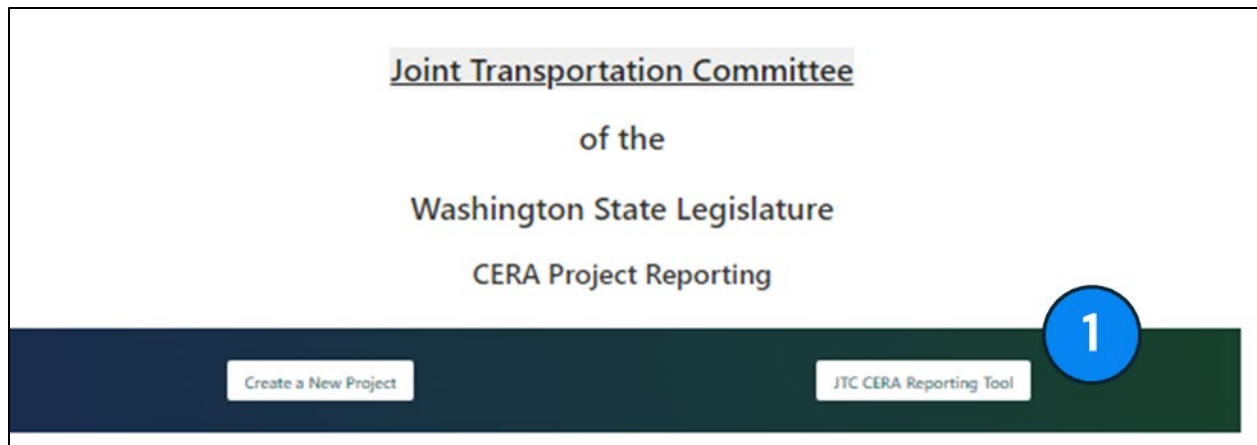 Joint Transportation Committee
of the
Washington State Legislature
CERA Project Reporting
1
Create a New Project
JTC CERA Reporting Tool